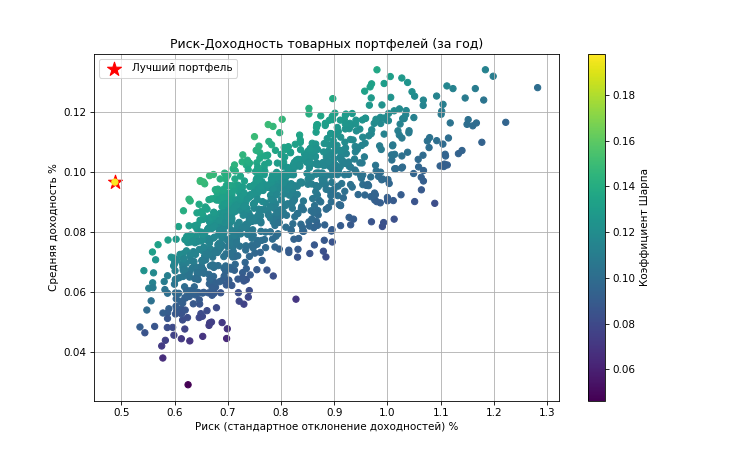 Риск-Доходность товарных портфелей (за год)
Лучший портфель
Средняя доходность %
0.12
0.10
0.08
0.06
0.04
0.5 0.6 0.7 0.8 0.9 1.0 1.1 1.2 1.3
Риск (стандартное отклонение доходностей) %
0.18
0.16
0.14
0.12
0.10
0.08
0.06
Коэффициент Шарпа